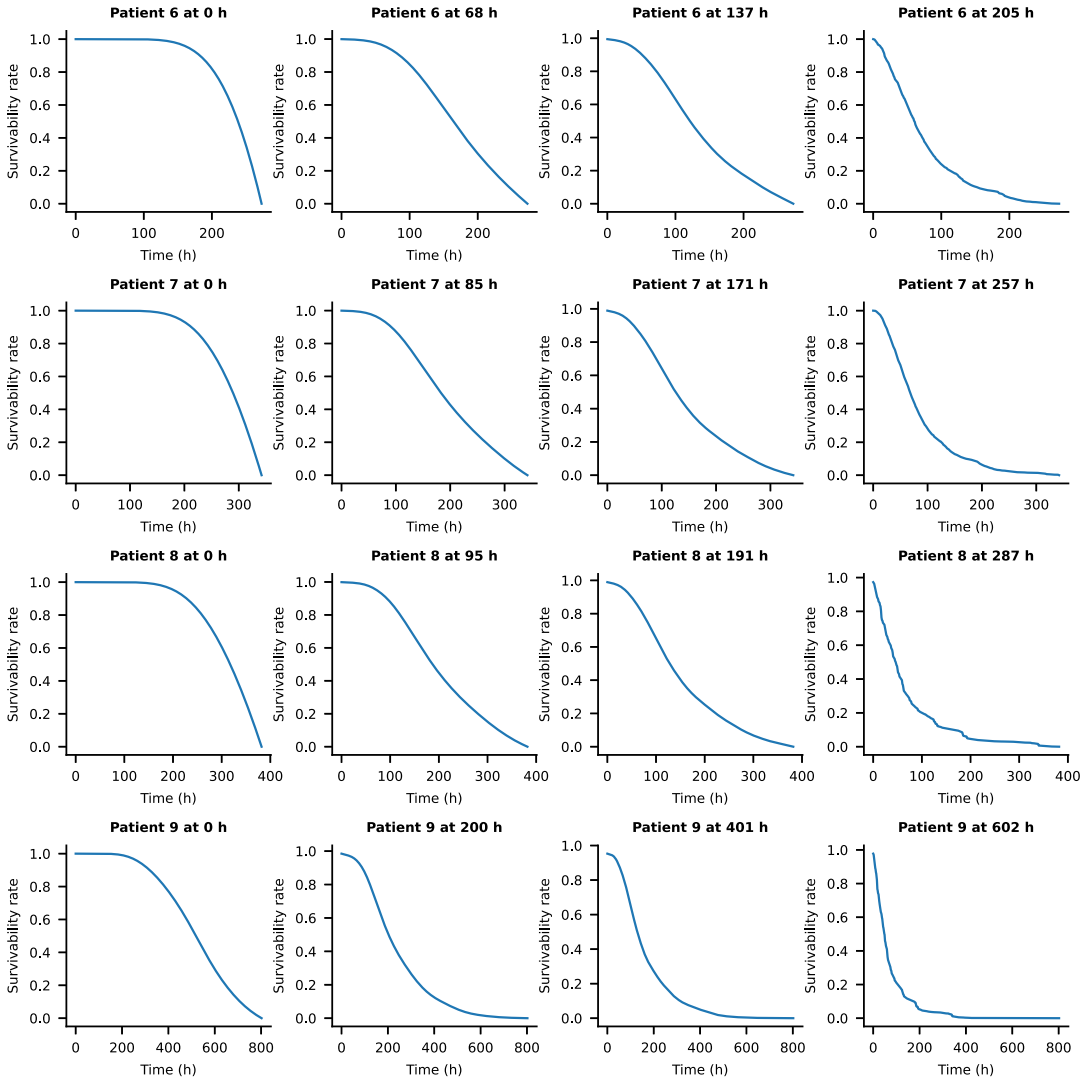 Patient 6 at 0 h
Patient 6 at 68 h
Patient 6 at 137 h
Patient 6 at 205 h
Survivability rate
1.0
0.8
0.6
0.4
0.2
0.0
0 100 200
Time (h)
Survivability rate
1.0
0.8
0.6
0.4
0.2
0.0
0 100 200
Time (h)
Survivability rate
1.0
0.8
0.6
0.4
0.2
0.0
0 100 200
Time (h)
Survivability rate
1.0
0.8
0.6
0.4
0.2
0.0
0 100 200
Time (h)
Patient 7 at 0 h
Patient 7 at 85 h
Patient 7 at 171 h
Patient 7 at 257 h
Survivability rate
1.0
0.8
0.6
0.4
0.2
0.0
0 100 200 300
Time (h)
Survivability rate
1.0
0.8
0.6
0.4
0.2
0.0
0 100 200 300
Time (h)
Survivability rate
1.0
0.8
0.6
0.4
0.2
0.0
0 100 200 300
Time (h)
Survivability rate
1.0
0.8
0.6
0.4
0.2
0.0
0 100 200 300
Time (h)
Patient 8 at 0 h
Patient 8 at 95 h
Patient 8 at 191 h
Patient 8 at 287 h
Survivability rate
1.0
0.8
0.6
0.4
0.2
0.0
0 100 200 300 400
Time (h)
Survivability rate
1.0
0.8
0.6
0.4
0.2
0.0
0 100 200 300 400
Time (h)
Survivability rate
1.0
0.8
0.6
0.4
0.2
0.0
0 100 200 300 400
Time (h)
Survivability rate
1.0
0.8
0.6
0.4
0.2
0.0
0 100 200 300 400
Time (h)
Patient 9 at 0 h
Patient 9 at 200 h
Patient 9 at 401 h
Patient 9 at 602 h
Survivability rate
1.0
0.8
0.6
0.4
0.2
0.0
0 200 400 600 800
Time (h)
Survivability rate
1.0
0.8
0.6
0.4
0.2
0.0
0 200 400 600 800
Time (h)
Survivability rate
1.0
0.8
0.6
0.4
0.2
0.0
0 200 400 600 800
Time (h)
Survivability rate
1.0
0.8
0.6
0.4
0.2
0.0
0 200 400 600 800
Time (h)